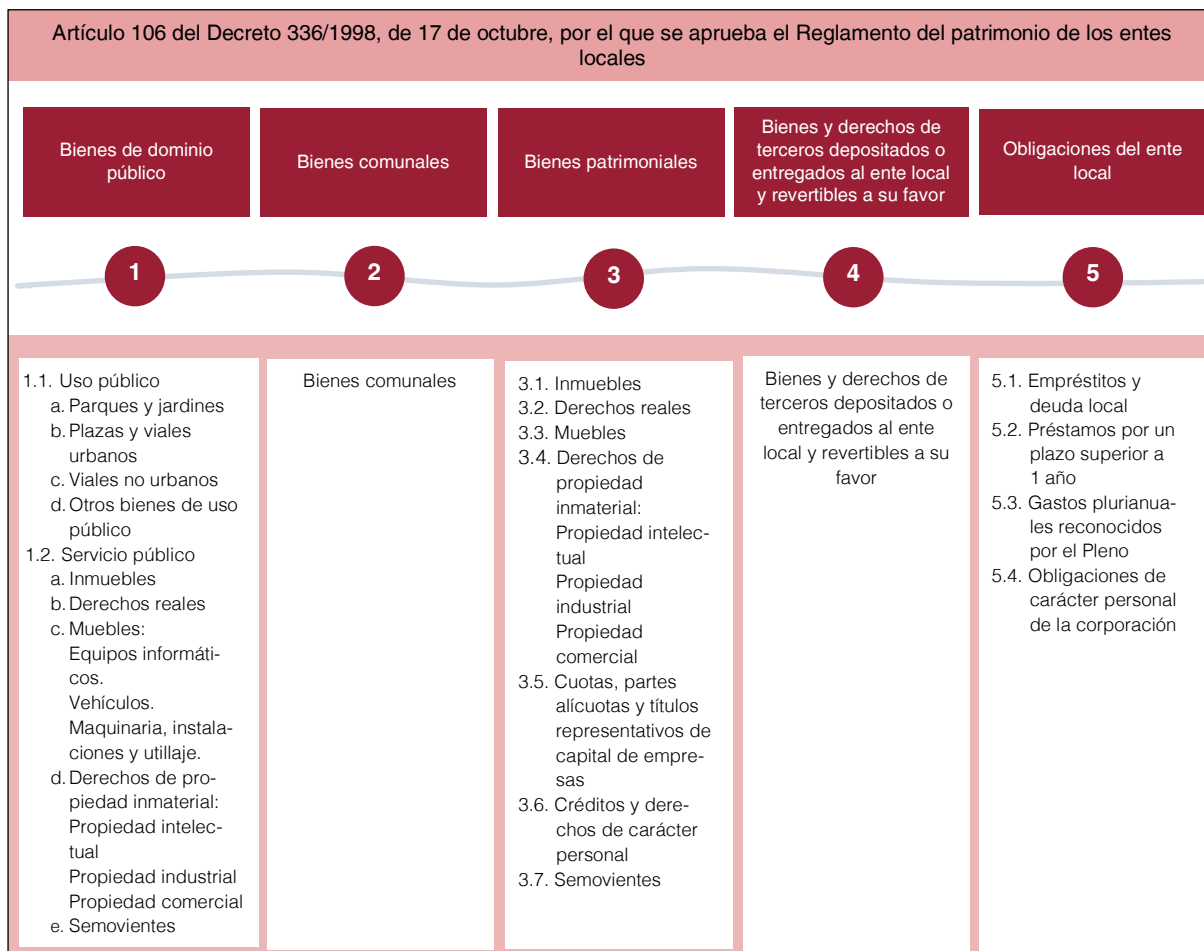 Artículo 106 del Decreto 336/1998, de 17 de octubre, por el que se aprueba el Reglamento del patrimonio de los entes
locales
Bienes de dominio
público
Bienes comunales
Bienes patrimoniales
Bienes y derechos de
terceros depositados o
entregados al ente local
y revertibles a su favor
Obligaciones del ente
local
1
2
3
4
5
1.1. Uso público
a. Parques y jardines
b. Plazas y viales
urbanos
c. Viales no urbanos
d. Otros bienes de uso
público
1.2. Servicio público
a. Inmuebles
b. Derechos reales
c. Muebles:
Equipos informáti-
cos.
Vehículos.
Maquinaria, instala-
ciones y utillaje.
d. Derechos de pro-
piedad inmaterial:
Propiedad intelec-
tual
Propiedad industrial
Propiedad comercial
e. Semovientes
Bienes comunales
3.1. Inmuebles
3.2. Derechos reales
3.3. Muebles
3.4. Derechos de
propiedad
inmaterial:
Propiedad intelec-
tual
Propiedad
industrial
Propiedad
comercial
3.5. Cuotas, partes
alícuotas y títulos
representativos de
capital de empre-
sas
3.6. Créditos y dere-
chos de carácter
personal
3.7. Semovientes
Bienes y derechos de
terceros depositados o
entregados al ente
local y revertibles a su
favor
5.1. Empréstitos y
deuda local
5.2. Préstamos por un
plazo superior a
1 año
5.3. Gastos plurianua-
les reconocidos
por el Pleno
5.4. Obligaciones de
carácter personal
de la corporación